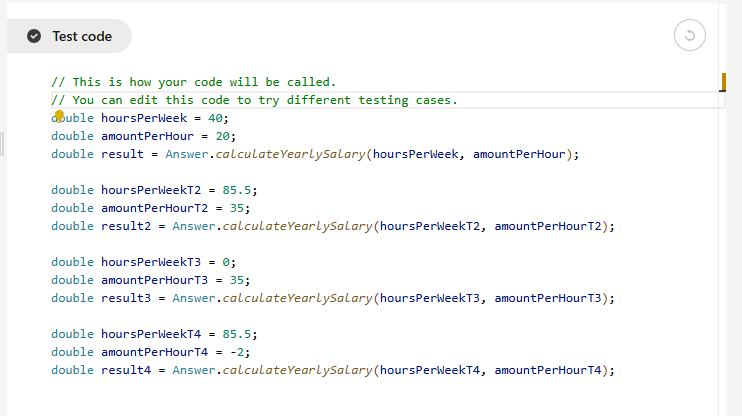 Test code
// This is how your code will be called.
// You can edit this code to try different testing cases.
double hoursPerWeek = 40;
double amountPerHour = 20;
double result = Answer.calculateYearlySalary(hoursPerWeek, amountPerHour);
double hoursPerWeekT2 = 85.5;
double amountPerHourT2 = 35;
double result2 = Answer.calculateYearlySalary(hoursPerWeekT2, amountPerHourT2);
double hoursPerWeekT3 = 0;
double amountPerHourT3 = 35;
double result3 = Answer.calculateYearlySalary(hoursPerWeekT3, amountPerHourT3);
double hoursPerWeekT4 = 85.5;
double amountPerHourT4 = -2;
double result4 = Answer.calculateYearlySalary(hoursPerWeekT4, amountPerHourT4);